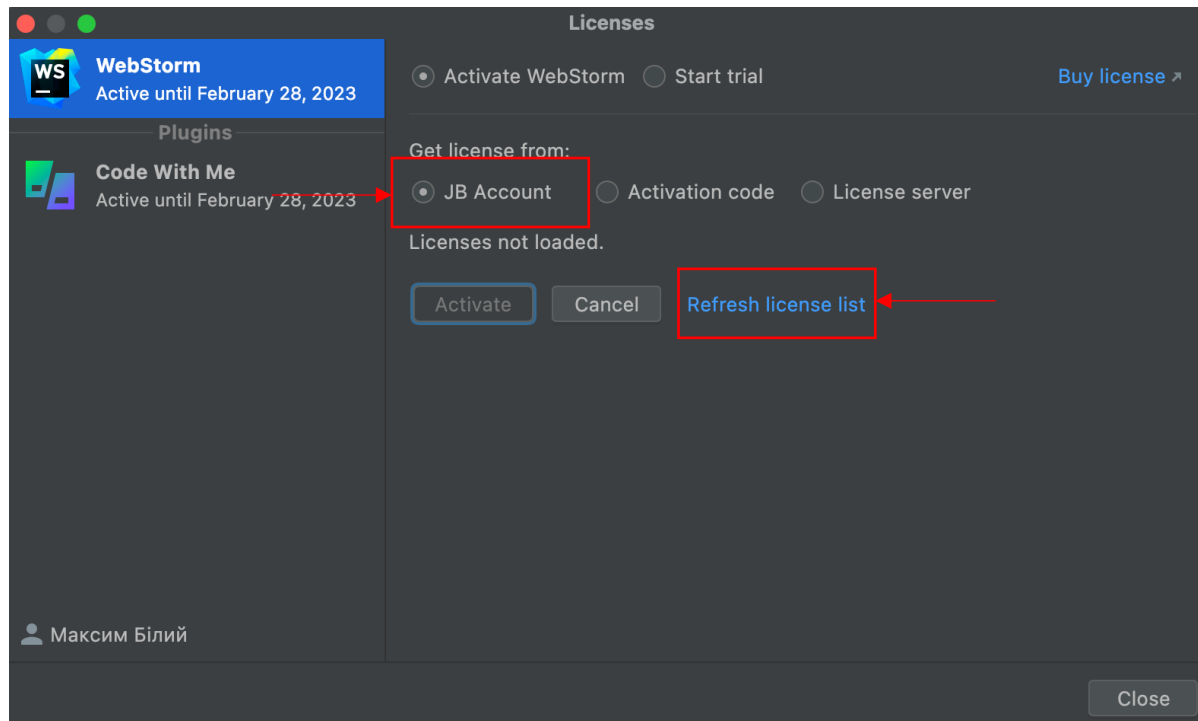 Licenses
WS
WebStorm
Active until February 28, 2023
Plugins
Code With Me
Active until February 28, 2023
Максим Білий
Activate WebStorm Start trial Buy license
Get license from:
JB Account Activation code License server
Licenses not loaded.
Activate Cancel Refresh license list
Close